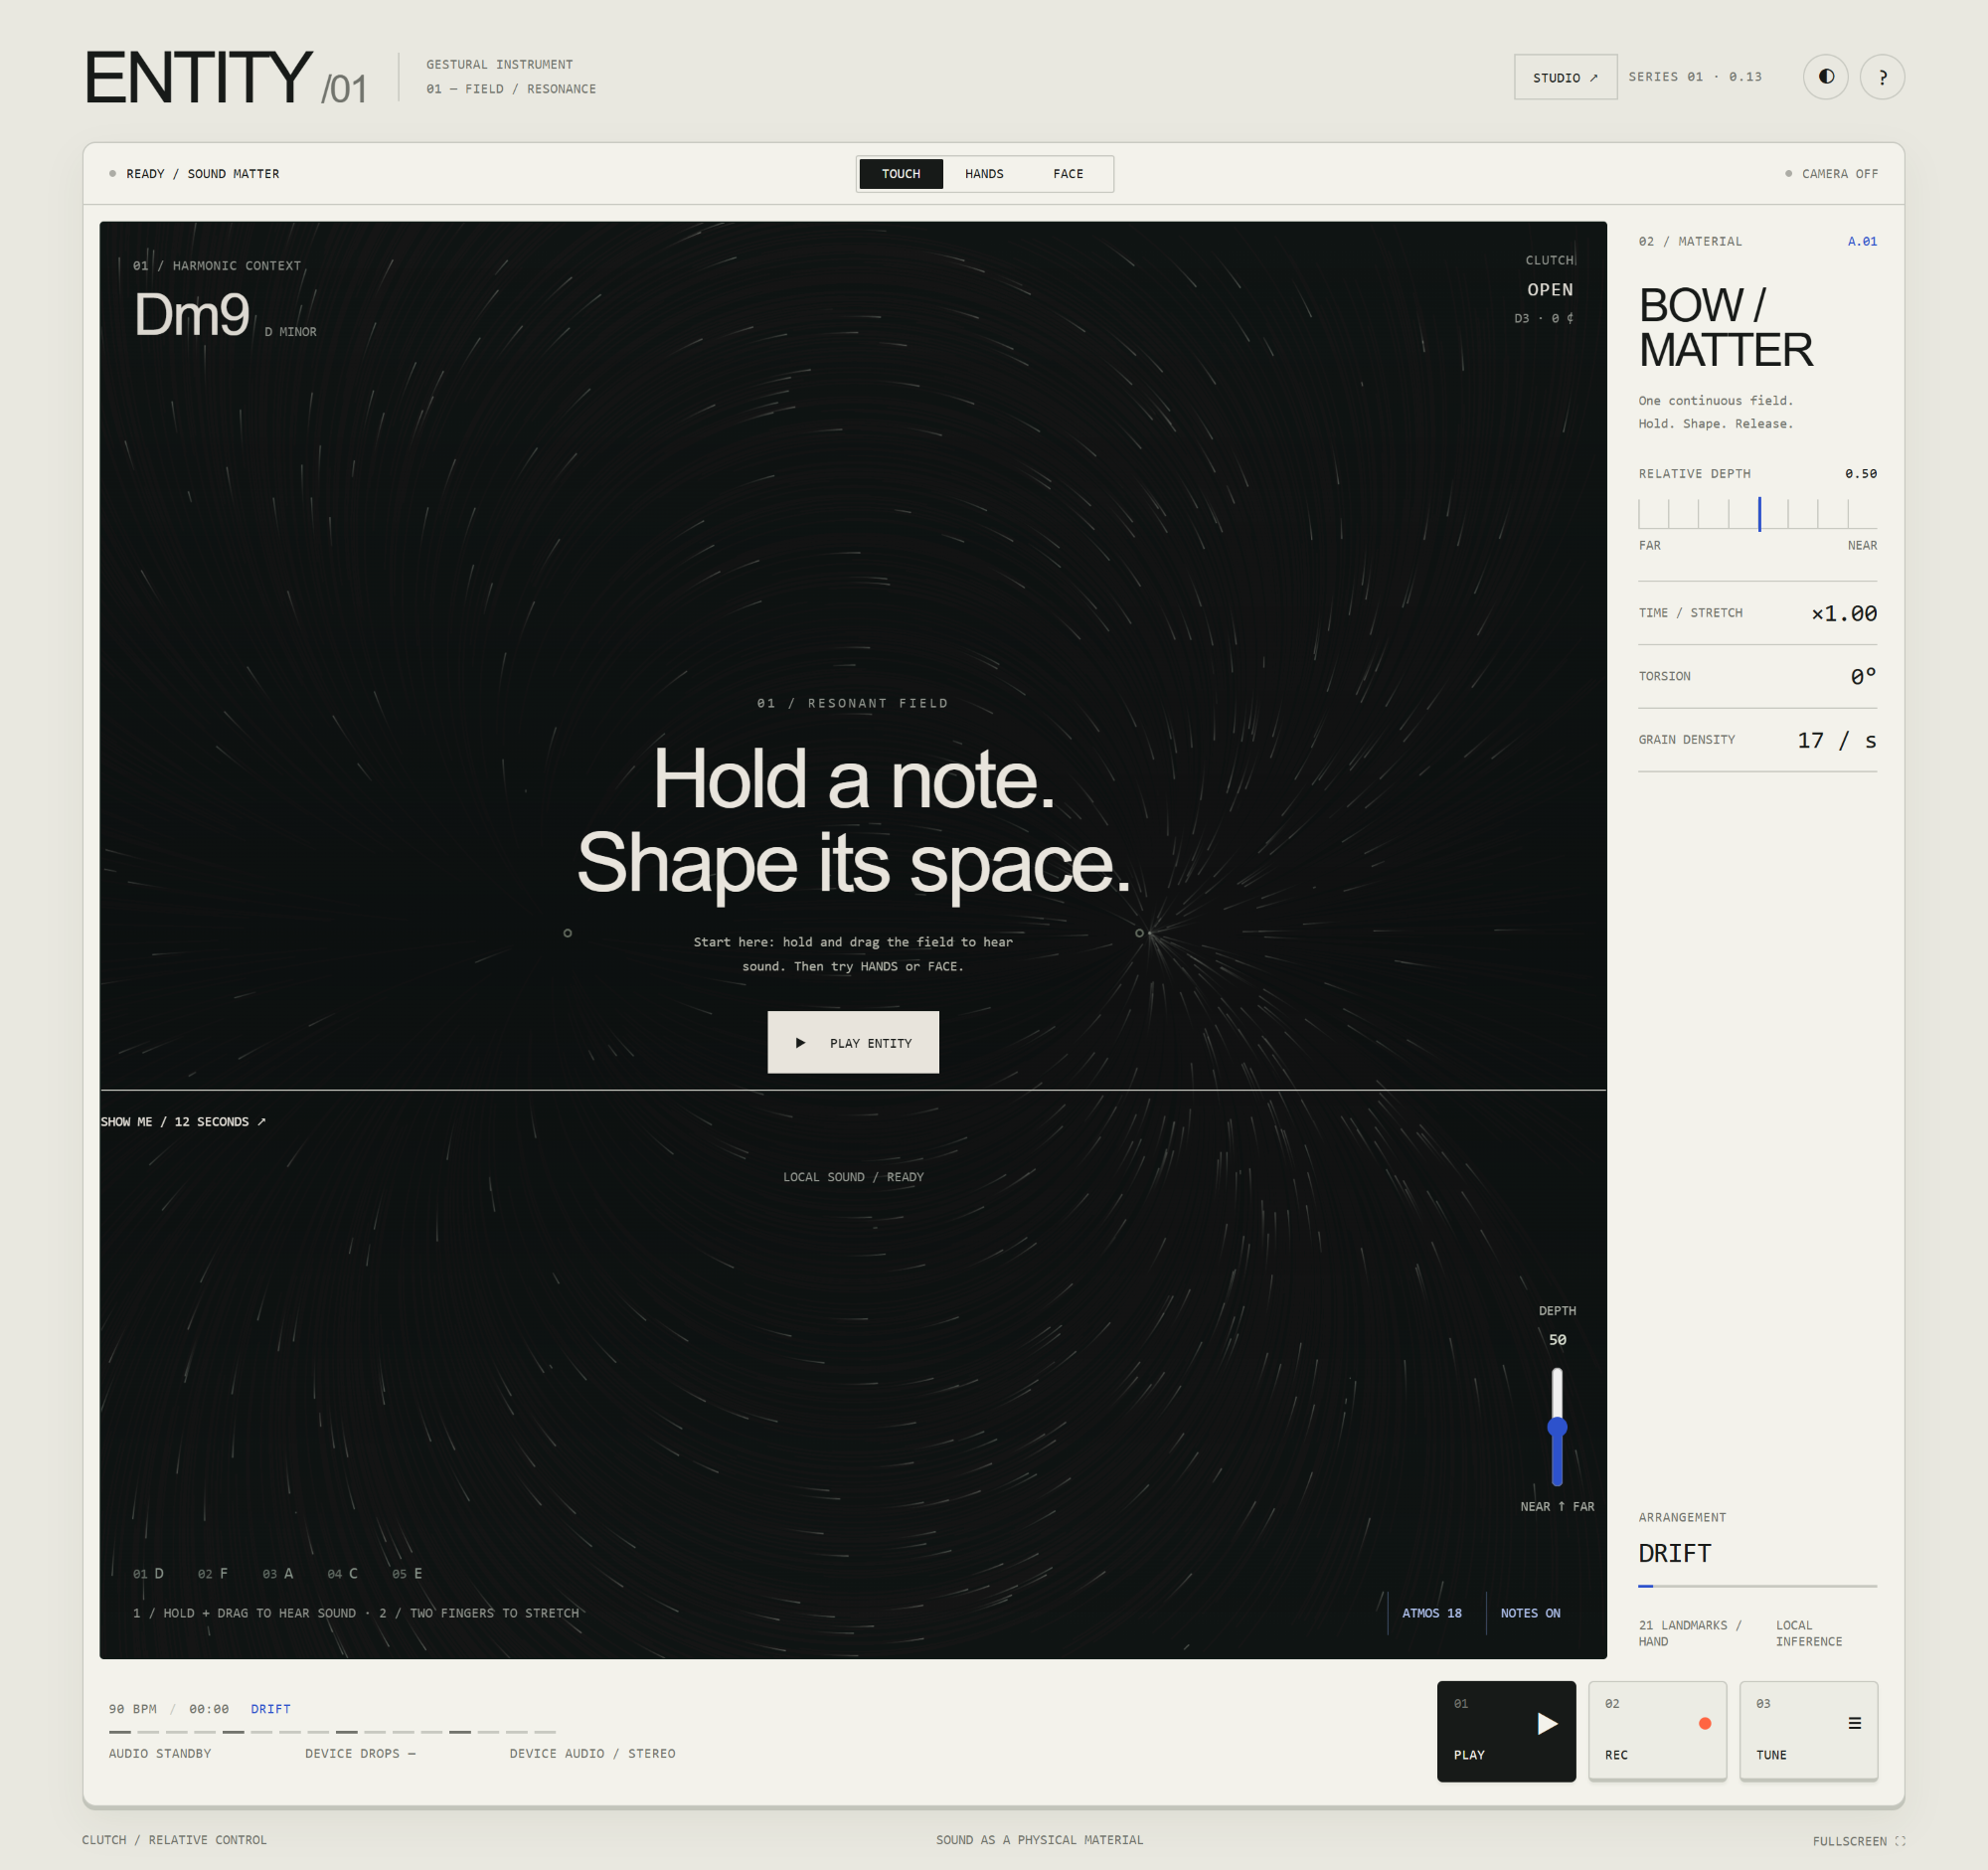 ENTITY /01
GESTURAL INSTRUMENT
01 — FIELD / RESONANCE
STUDIO ↗
SERIES 01 · 0.13
?
READY / SOUND MATTER
TOUCH
HANDS
FACE
CAMERA OFF
01 / HARMONIC CONTEXT
Dm9 D MINOR
CLUTCH
OPEN
D3 · 0 ¢
01 / RESONANT FIELD
Hold a note.
Shape its space.
Start here: hold and drag the field to hear
sound. Then try HANDS or FACE.
▶ PLAY ENTITY
SHOW ME / 12 SECONDS ↗
LOCAL SOUND / READY
DEPTH
50
NEAR ↑ FAR
01 D 02 F 03 A 04 C 05 E
1 / HOLD + DRAG TO HEAR SOUND · 2 / TWO FINGERS TO STRETCH
ATMOS 18
NOTES ON
02 / MATERIAL
A.01
BOW /
MATTER
One continuous field.
Hold. Shape. Release.
RELATIVE DEPTH
0.50
FAR
NEAR
TIME / STRETCH
×1.00
TORSION
0°
GRAIN DENSITY
17 / s
ARRANGEMENT
DRIFT
21 LANDMARKS /
HAND
LOCAL
INFERENCE
90 BPM / 00:00 DRIFT
AUDIO STANDBY
DEVICE DROPS —
DEVICE AUDIO / STEREO
01
PLAY
02
REC
03
TUNE
CLUTCH / RELATIVE CONTROL
SOUND AS A PHYSICAL MATERIAL
FULLSCREEN ⛶